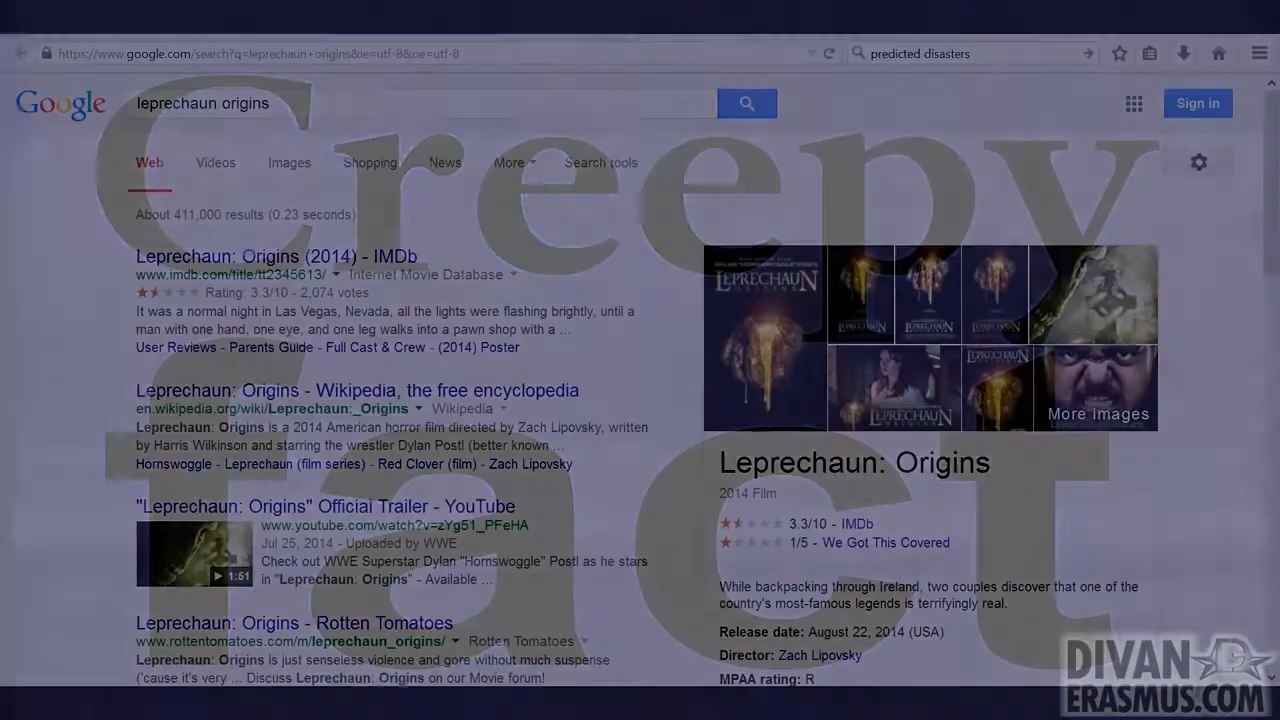 https://www.google.com/search?q=leprechaun+origins&ie=utf-8&oe=utf-8
predicted disasters
Google
leprechaun origins
Sign in
Creepy
fact
Web Videos Images Shopping News More Search tools
About 411,000 results (0.23 seconds)
Leprechaun: Origins (2014) - IMDb
www.imdb.com/title/tt2345613/ Internet Movie Database
Rating: 3.3/10 - 2,074 votes
It was a normal night in Las Vegas, Nevada, all the lights were flashing brightly, until a
man with one hand, one eye, and one leg walks into a pawn shop with a ...
User Reviews - Parents Guide - Full Cast & Crew - (2014) Poster
Leprechaun: Origins - Wikipedia, the free encyclopedia
en.wikipedia.org/wiki/Leprechaun:_Origins Wikipedia
Leprechaun: Origins is a 2014 American horror film directed by Zach Lipovsky, written
by Harris Wilkinson and starring the wrestler Dylan Postl (better known ...
Hornswoggle - Leprechaun (film series) - Red Clover (film) - Zach Lipovsky
"Leprechaun: Origins" Official Trailer - YouTube
www.youtube.com/watch?v=zYg51_PFeHA
Jul 25, 2014 - Uploaded by WWE
Check out WWE Superstar Dylan "Hornswoggle" Postl as he stars
in "Leprechaun: Origins" - Available ...
1:51
Leprechaun: Origins - Rotten Tomatoes
www.rottentomatoes.com/m/leprechaun_origins/ Rotten Tomatoes
Leprechaun: Origins is just senseless violence and gore without much suspense
('cause it's very ... Discuss Leprechaun: Origins on our Movie forum!
LEPRECHAUN
ORIGINS
LEPRECHAUN
LEPRECHAUN
LEPRECHAUN
LEPRECHAUN
LEPRECHAUN
More images
Leprechaun: Origins
2014 Film
3.3/10 - IMDb
1/5 - We Got This Covered
While backpacking through Ireland, two couples discover that one of the
country's most-famous legends is terrifyingly real.
Release date: August 22, 2014 (USA)
Director: Zach Lipovsky
MPAA rating: R
DIVAN
ERASMUS.COM